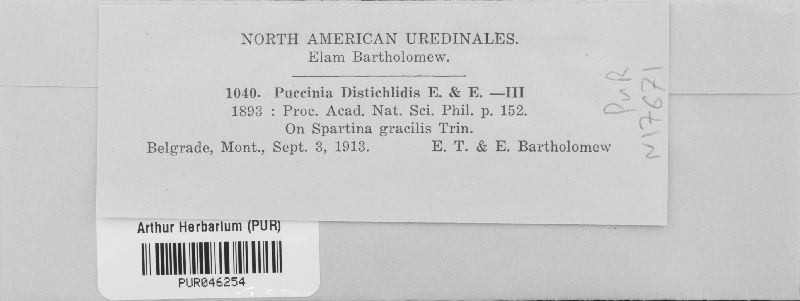 NORTH AMERICAN UREDINALES.
Elam Bartholomew.
1040. Puccinia Distichlidis E. & E. —III
1893 : Proc. Acad. Nat. Sci. Phil. p. 152.
On Spartina gracilis Trin.
Belgrade, Mont., Sept. 3, 1913. E. T. & E. Bartholomew
PUR
N17671
Arthur Herbarium (PUR)
PUR046254